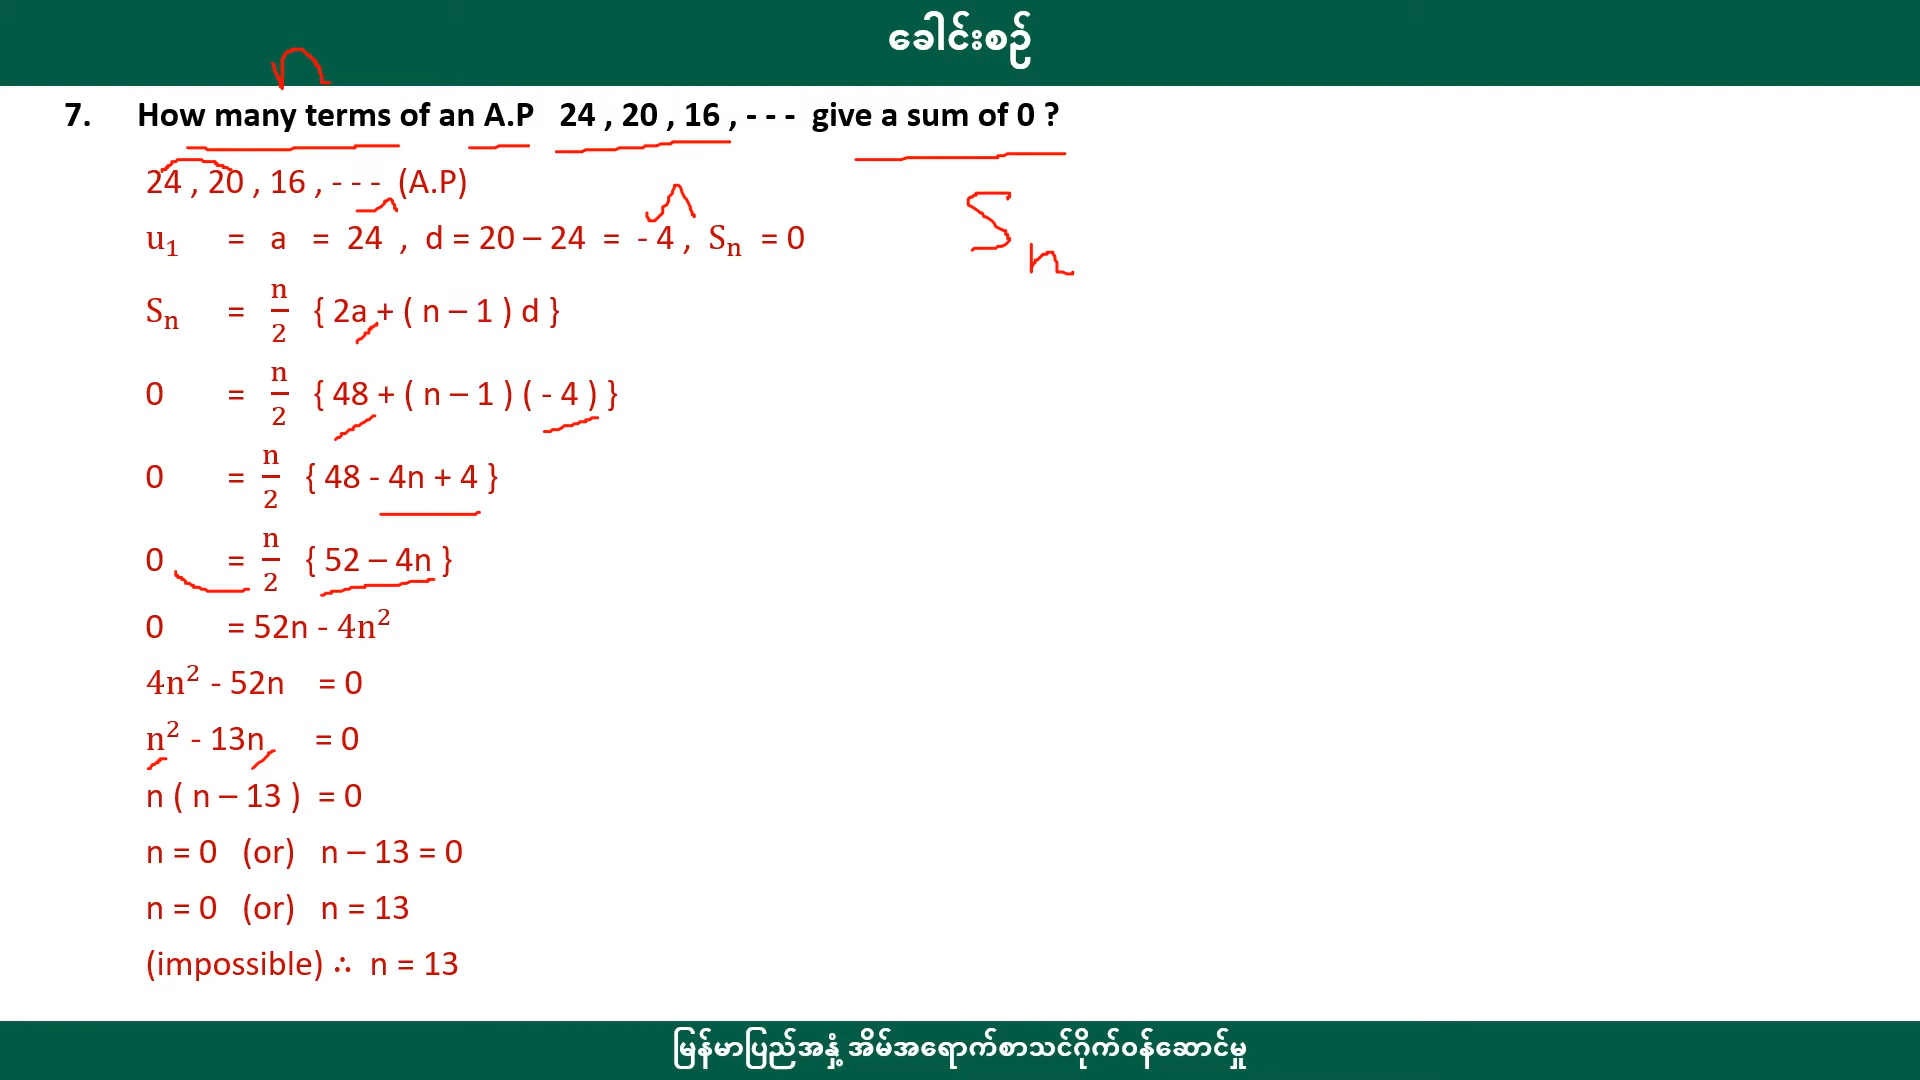 ခေါင်းစဉ်
n
7. How many terms of an A.P 24 , 20 , 16 , - - - give a sum of 0 ?
24 , 20 , 16 , - - - (A.P)
u₁ = a = 24 , d = 20 – 24 = - 4 , Sₙ = 0
Sₙ
Sₙ = n/2 { 2a + ( n – 1 ) d }
0 = n/2 { 48 + ( n – 1 ) ( - 4 ) }
0 = n/2 { 48 - 4n + 4 }
0 = n/2 { 52 – 4n }
0 = 52n - 4n²
4n² - 52n = 0
n² - 13n = 0
n ( n – 13 ) = 0
n = 0 (or) n – 13 = 0
n = 0 (or) n = 13
(impossible) ∴ n = 13
မြန်မာပြည်အနှံ့ အိမ်အရောက်စာသင်ဂိုက်ဝန်ဆောင်မှု